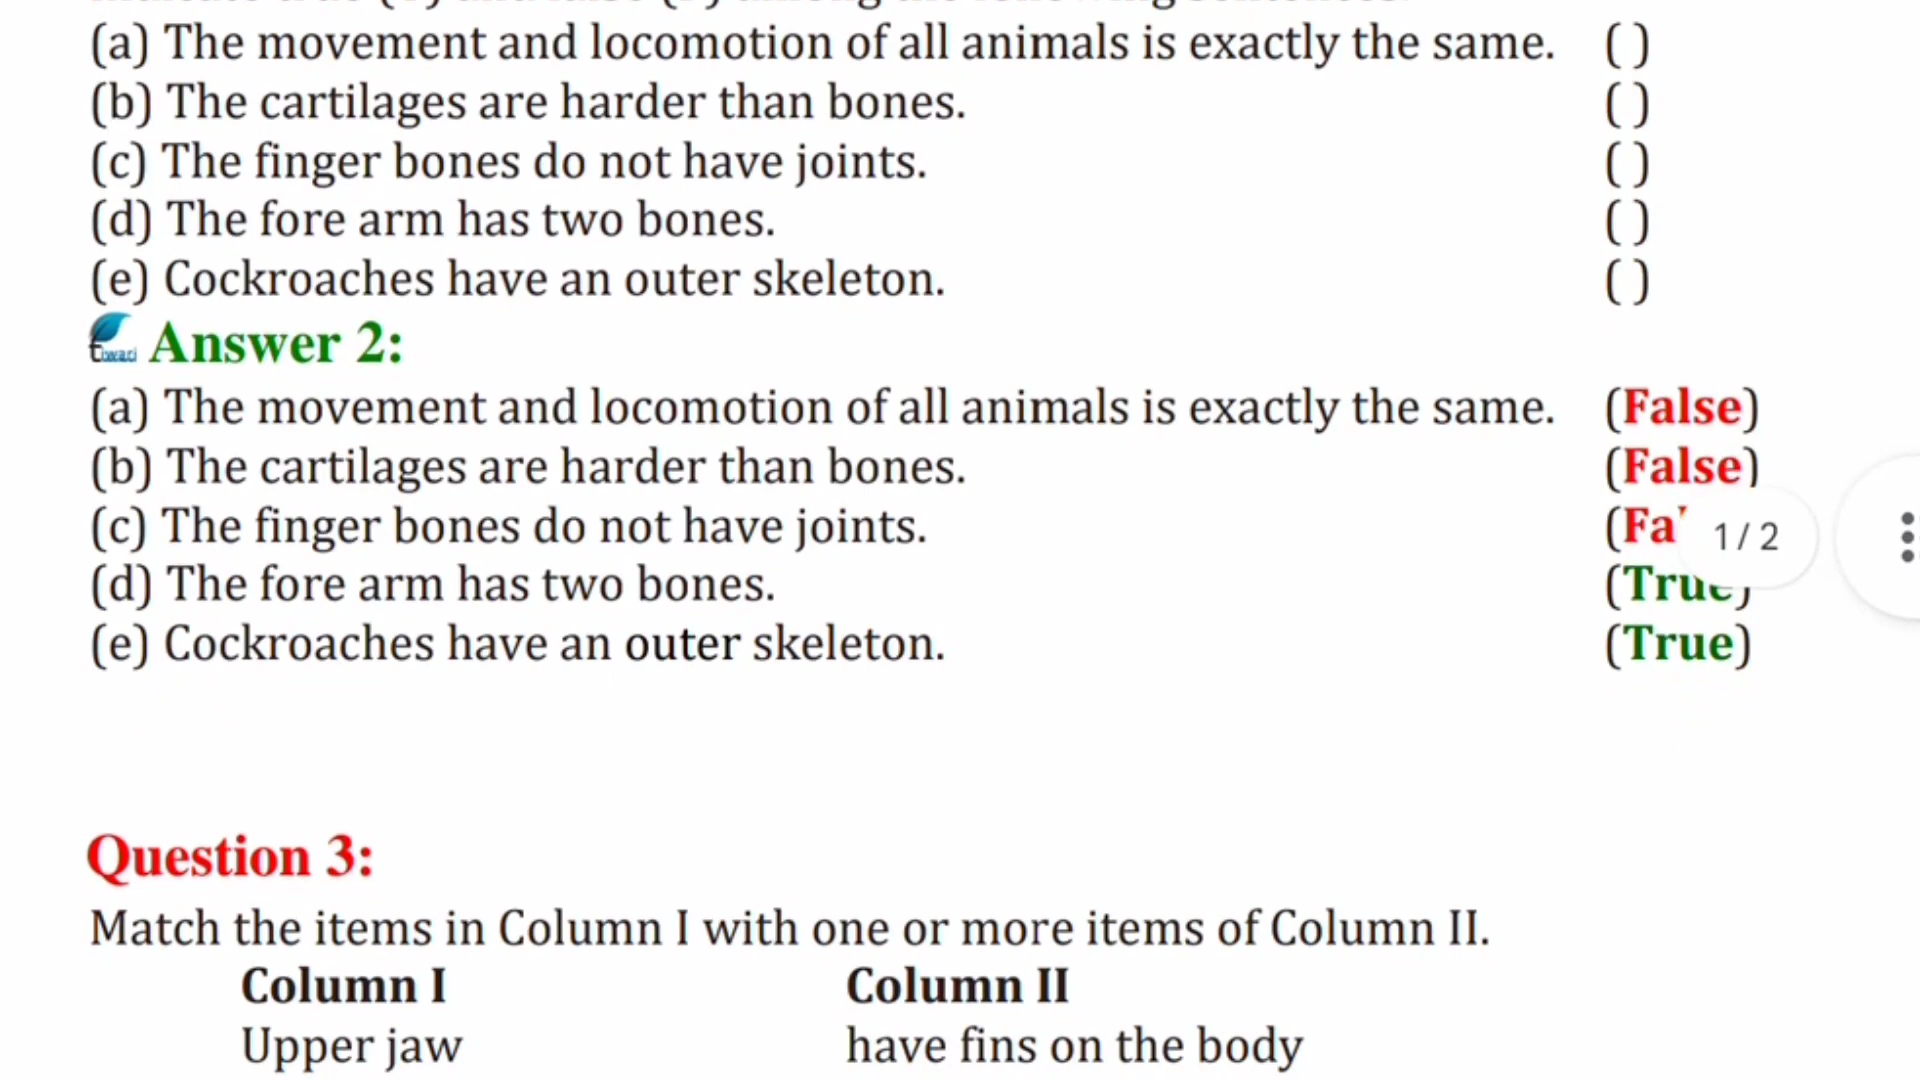 (a) The movement and locomotion of all animals is exactly the same. ( )
(b) The cartilages are harder than bones. ( )
(c) The finger bones do not have joints. ( )
(d) The fore arm has two bones. ( )
(e) Cockroaches have an outer skeleton. ( )
tiwari Answer 2:
(a) The movement and locomotion of all animals is exactly the same. (False)
(b) The cartilages are harder than bones. (False)
(c) The finger bones do not have joints. (Fa 1 / 2
(d) The fore arm has two bones. (True)
(e) Cockroaches have an outer skeleton. (True)
Question 3:
Match the items in Column I with one or more items of Column II.
Column I Column II
Upper jaw have fins on the body